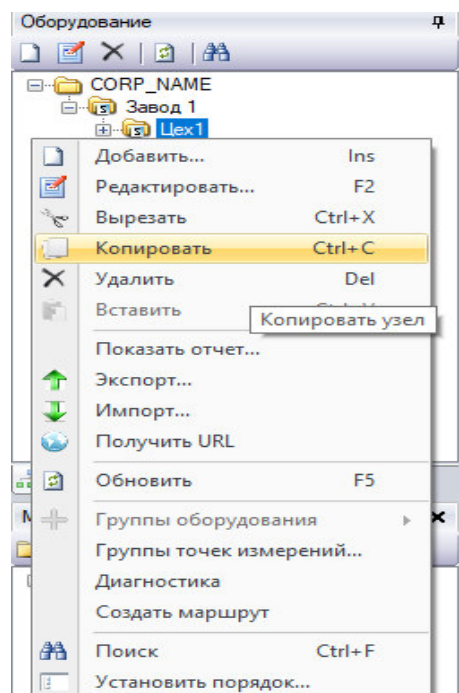 Оборудование
CORP_NAME
Завод 1
Цех1
Добавить... Ins
Редактировать... F2
Вырезать Ctrl+X
Копировать Ctrl+C
Удалить Del
Вставить
Копировать узел
Показать отчет...
Экспорт...
Импорт...
Получить URL
Обновить F5
Группы оборудования
Группы точек измерений...
Диагностика
Создать маршрут
Поиск Ctrl+F
Установить порядок...